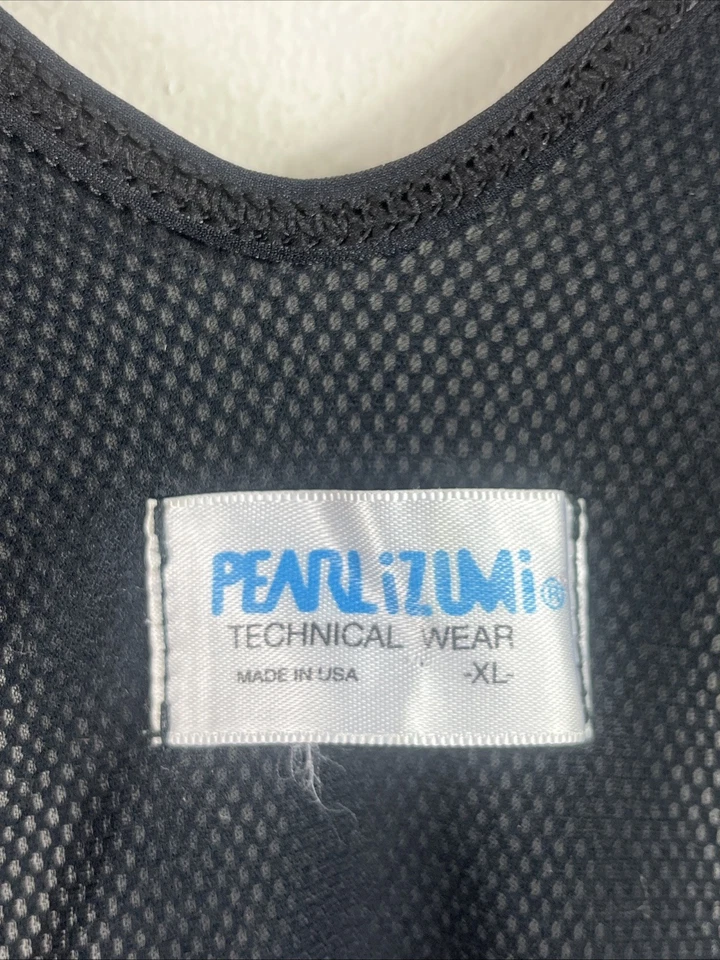 PEARLiZUMi®
TECHNICAL WEAR
MADE IN USA -XL-